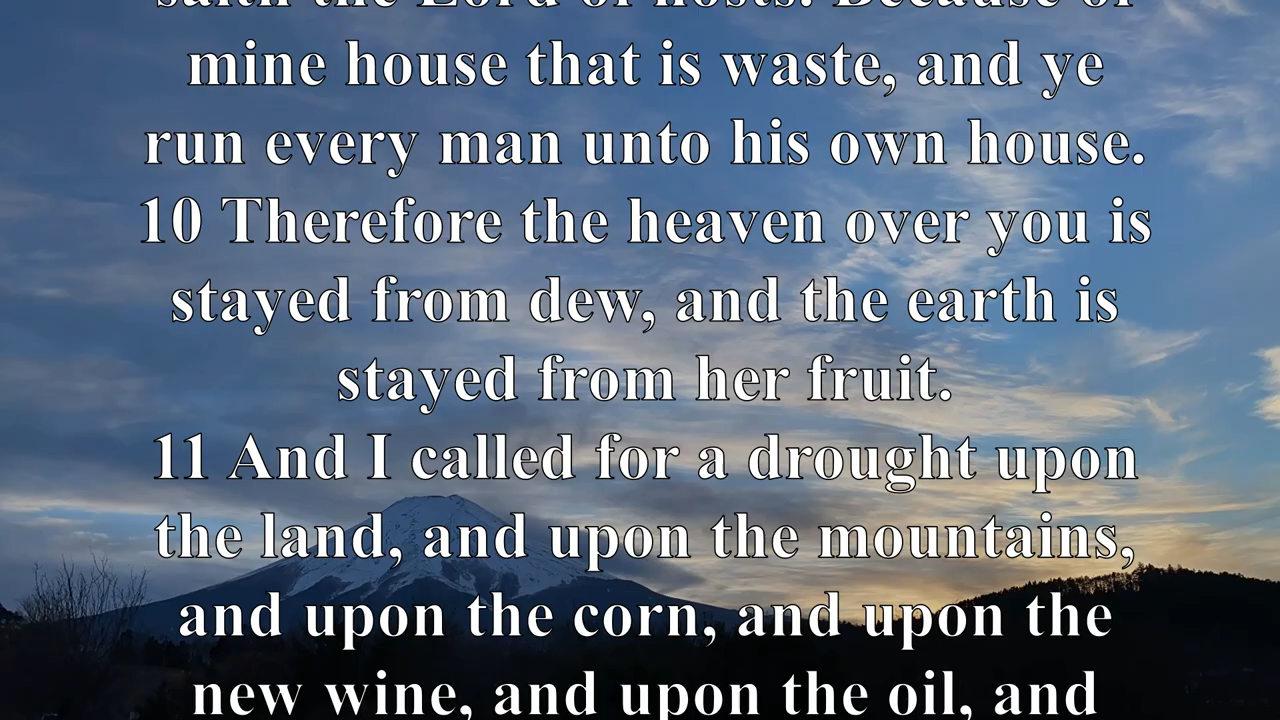 saith the Lord of hosts. Because of
mine house that is waste, and ye
run every man unto his own house.
10 Therefore the heaven over you is
stayed from dew, and the earth is
stayed from her fruit.
11 And I called for a drought upon
the land, and upon the mountains,
and upon the corn, and upon the
new wine, and upon the oil, and